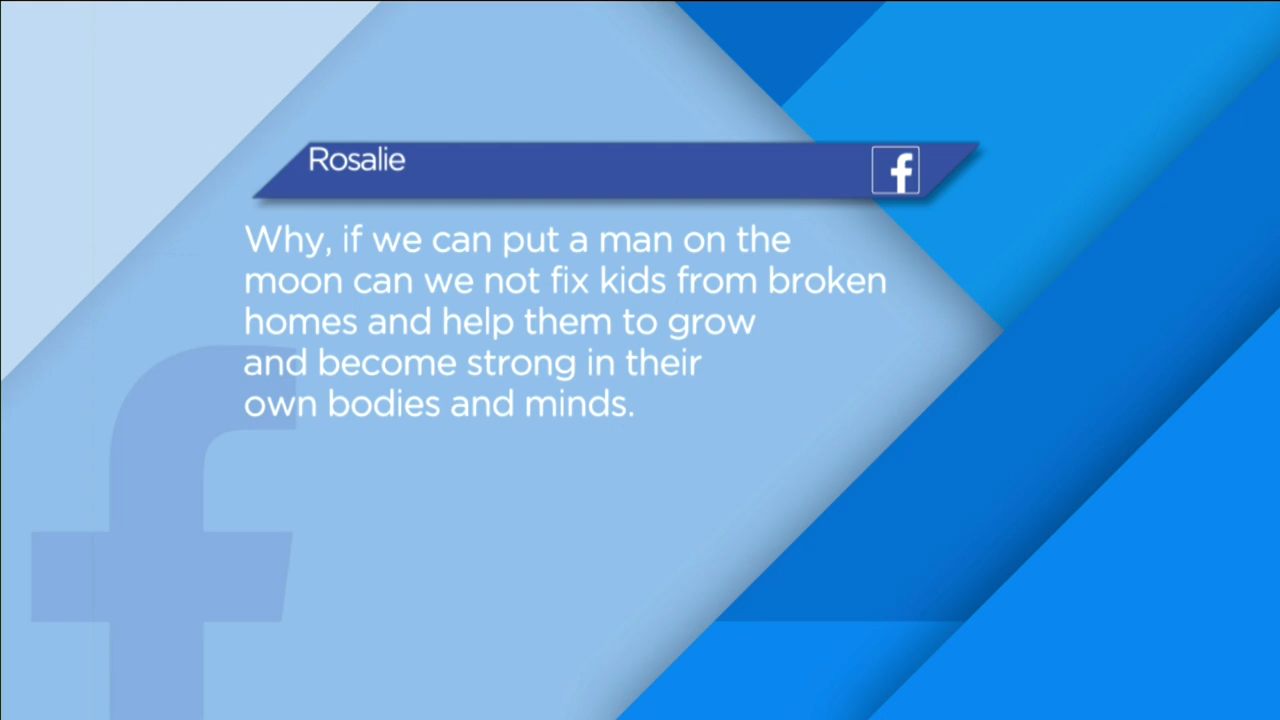 Rosalie
Why, if we can put a man on the
moon can we not fix kids from broken
homes and help them to grow
and become strong in their
own bodies and minds.